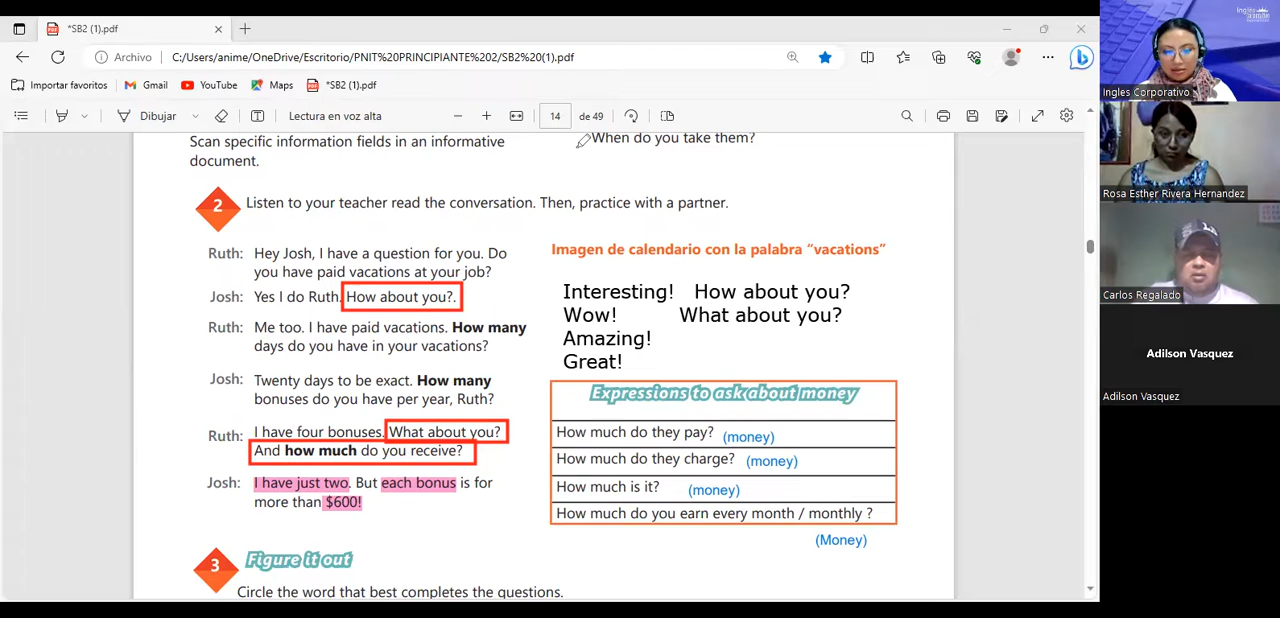 *SB2 (1).pdf
Archivo
C:/Users/anime/OneDrive/Escritorio/PNIT%20PRINCIPIANTE%202/SB2%20(1).pdf
Importar favoritos
Gmail
YouTube
Maps
*SB2 (1).pdf
Dibujar
Lectura en voz alta
14
de 49
Scan specific information fields in an informative
document.
When do you take them?
2
Listen to your teacher read the conversation. Then, practice with a partner.
Ruth: Hey Josh, I have a question for you. Do
you have paid vacations at your job?
Josh: Yes I do Ruth. How about you?.
Ruth: Me too. I have paid vacations. How many
days do you have in your vacations?
Josh: Twenty days to be exact. How many
bonuses do you have per year, Ruth?
Ruth: I have four bonuses. What about you?
And how much do you receive?
Josh: I have just two. But each bonus is for
more than $600!
Imagen de calendario con la palabra “vacations”
Interesting! How about you?
Wow! What about you?
Amazing!
Great!
Expressions to ask about money
How much do they pay? (money)
How much do they charge? (money)
How much is it? (money)
How much do you earn every month / monthly ?
(Money)
3
Figure it out
Circle the word that best completes the questions.
Ingles Corporativo
Rosa Esther Rivera Hernandez
Carlos Regalado
Adilson Vasquez
Adilson Vasquez